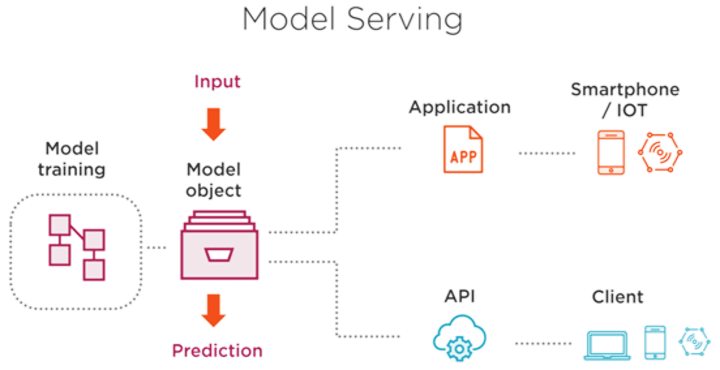 Model Serving
Input
Model
training
Model
object
Prediction
Application
APP
Smartphone
/ IOT
API
Client